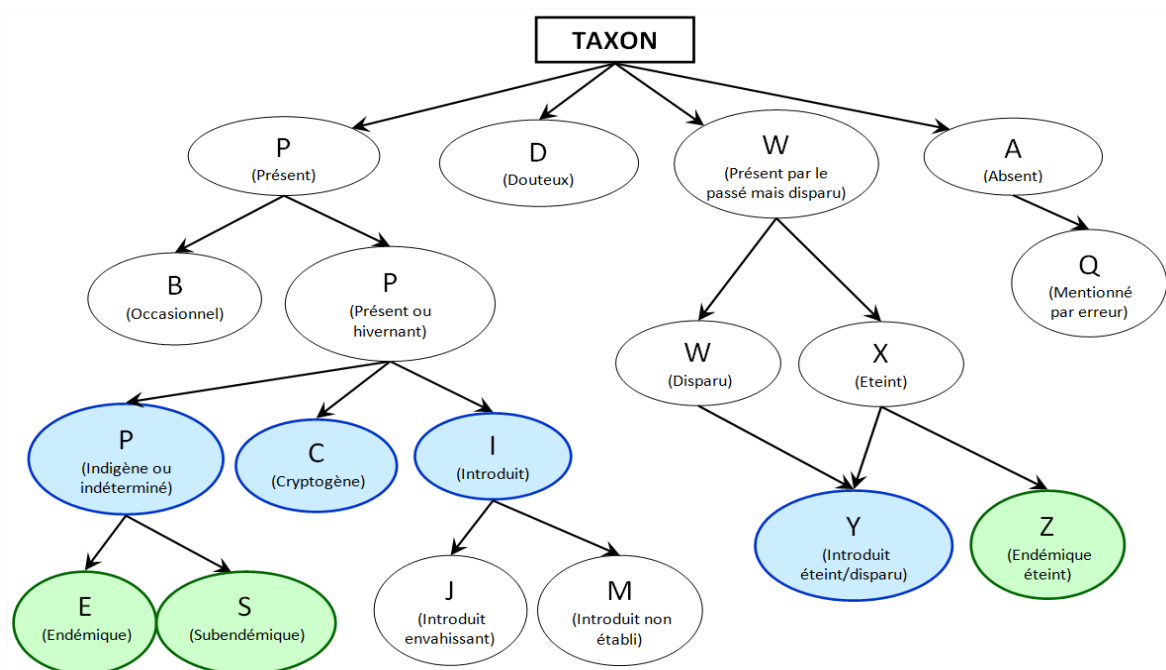 TAXON
P
(Présent)
D
(Douteux)
W
(Présent par le
passé mais disparu)
A
(Absent)
B
(Occasionnel)
P
(Présent ou
hivernant)
Q
(Mentionné
par erreur)
W
(Disparu)
X
(Eteint)
P
(Indigène ou
indéterminé)
C
(Cryptogène)
I
(Introduit)
Y
(Introduit
éteint/disparu)
Z
(Endémique
éteint)
E
(Endémique)
S
(Subendémique)
J
(Introduit
envahissant)
M
(Introduit non
établi)